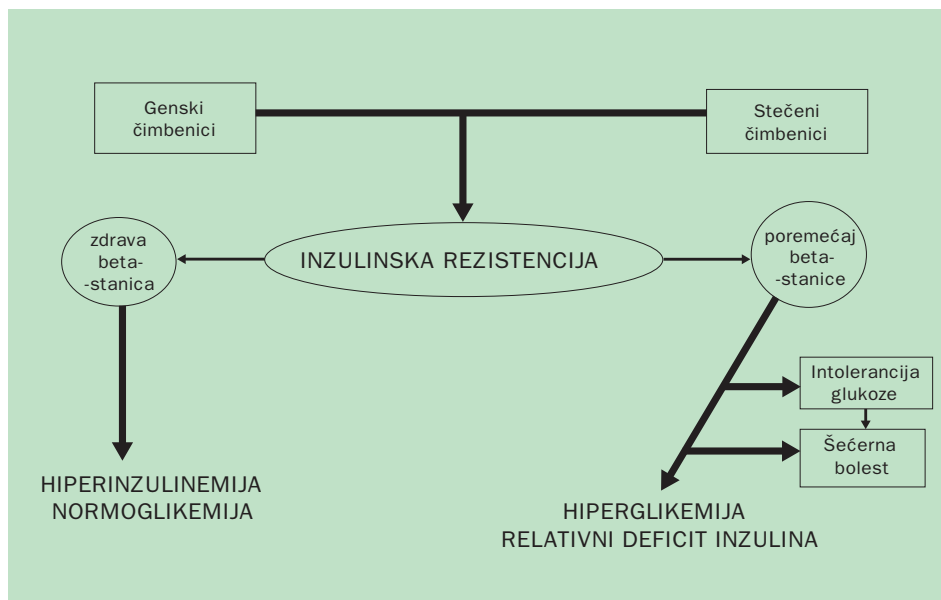 Genski
čimbenici
Stečeni
čimbenici
zdrava
beta-
-stanica
INZULINSKA REZISTENCIJA
poremećaj
beta-
-stanice
Intolerancija
glukoze
Šećerna
bolest
HIPERINZULINEMIJA
NORMOGLIKEMIJA
HIPERGLIKEMIJA
RELATIVNI DEFICIT INZULINA